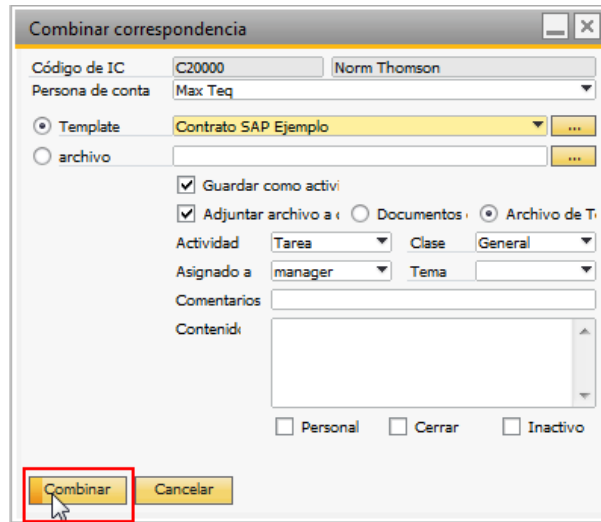 Combinar correspondencia
Código de IC C20000 Norm Thomson
Persona de conta Max Teq
Template Contrato SAP Ejemplo ...
archivo ...
Guardar como activi
Adjuntar archivo a Documentos Archivo de T
Actividad Tarea Clase General
Asignado a manager Tema
Comentarios
Contenid
Personal Cerrar Inactivo
Combinar Cancelar